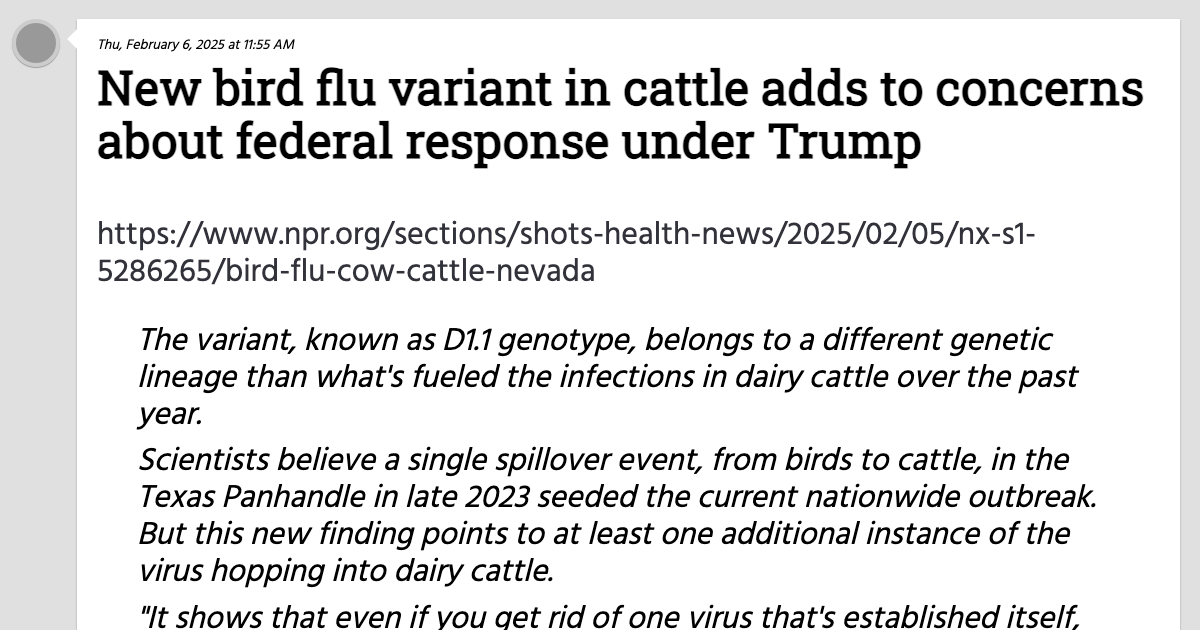 Thu, February 6, 2025 at 11:55 AM
New bird flu variant in cattle adds to concerns
about federal response under Trump
https://www.npr.org/sections/shots-health-news/2025/02/05/nx-s1-
5286265/bird-flu-cow-cattle-nevada
The variant, known as D1.1 genotype, belongs to a different genetic
lineage than what's fueled the infections in dairy cattle over the past
year.
Scientists believe a single spillover event, from birds to cattle, in the
Texas Panhandle in late 2023 seeded the current nationwide outbreak.
But this new finding points to at least one additional instance of the
virus hopping into dairy cattle.
"It shows that even if you get rid of one virus that's established itself,